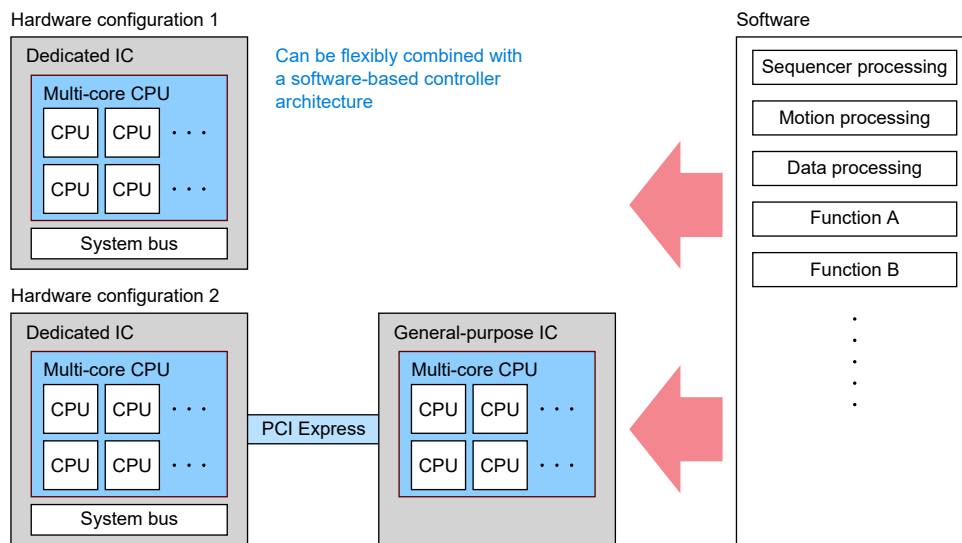 Hardware configuration 1
Dedicated IC
Multi-core CPU
CPU CPU ・・・
CPU CPU ・・・
System bus
Can be flexibly combined with
a software-based controller
architecture
Hardware configuration 2
Dedicated IC
Multi-core CPU
CPU CPU ・・・
CPU CPU ・・・
System bus
PCI Express
General-purpose IC
Multi-core CPU
CPU CPU ・・・
CPU CPU ・・・
Software
Sequencer processing
Motion processing
Data processing
Function A
Function B